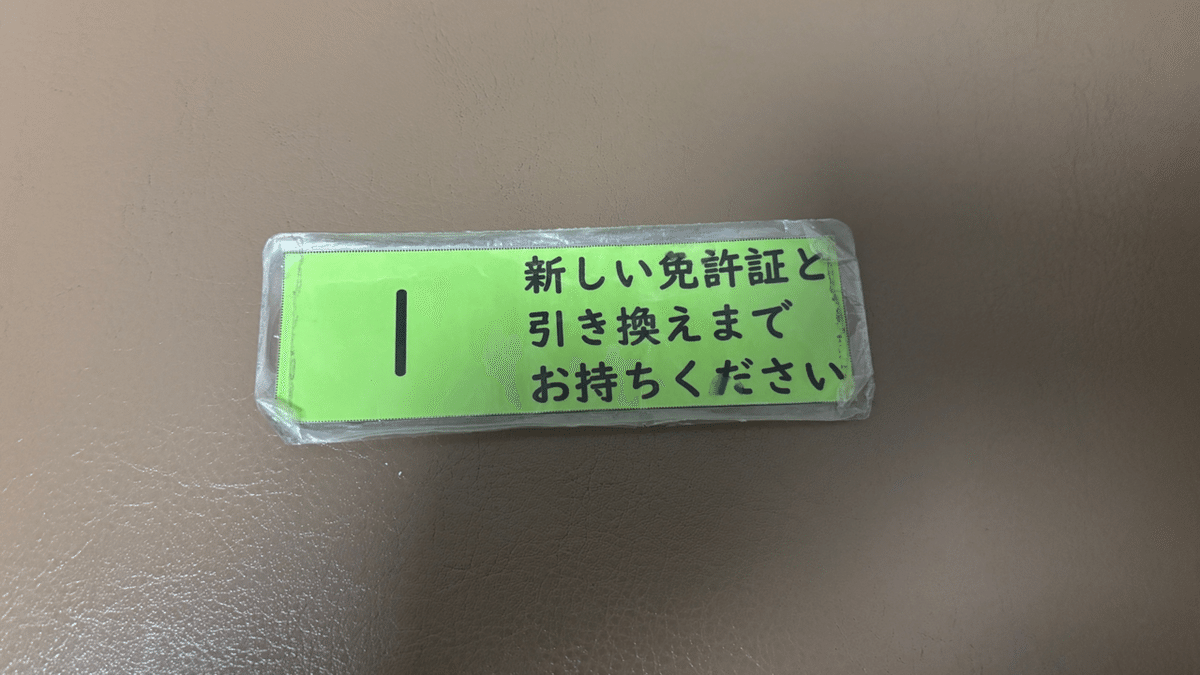 1
新しい免許証と
引き換えまで
お持ちください